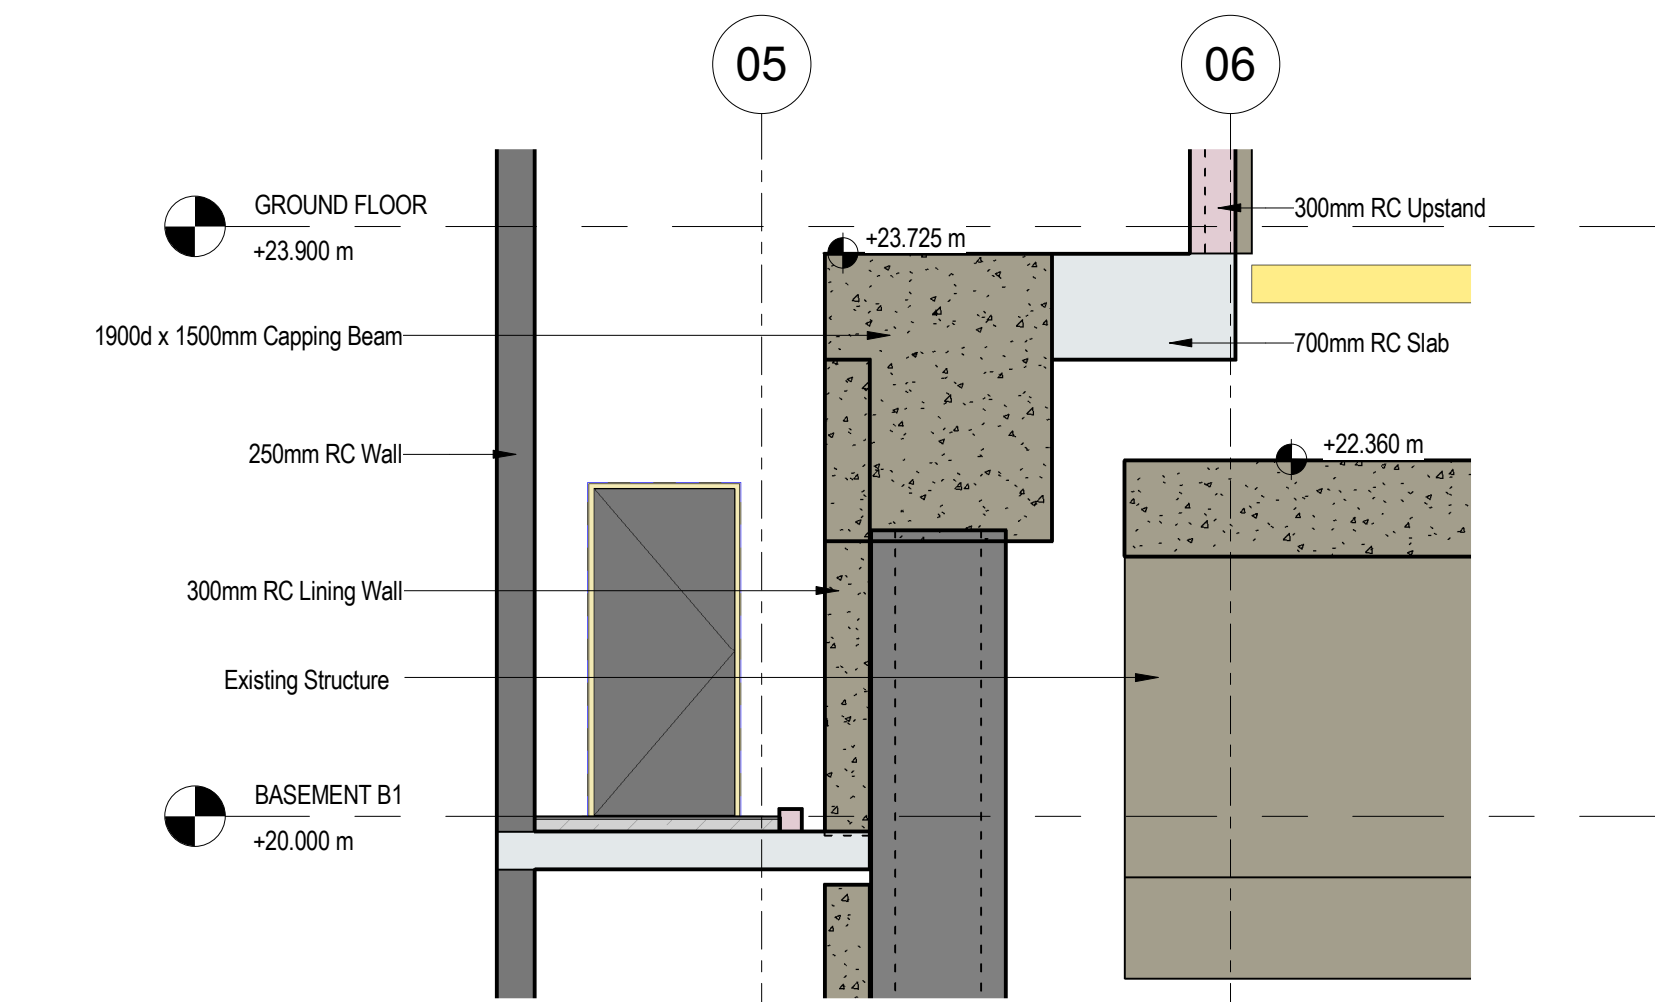 05
06
GROUND FLOOR
+23.900 m
300mm RC Upstand
+23.725 m
1900d x 1500mm Capping Beam
700mm RC Slab
250mm RC Wall
+22.360 m
300mm RC Lining Wall
Existing Structure
BASEMENT B1
+20.000 m